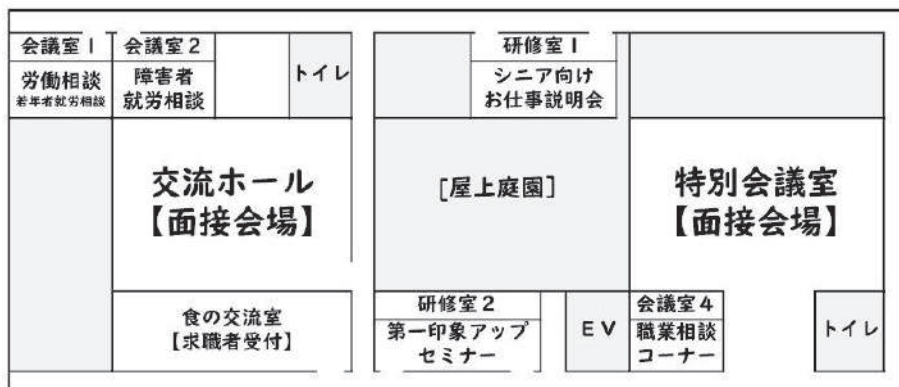 会議室1
労働相談
若年者就労相談
会議室2
障害者
就労相談
トイレ
研修室1
シニア向け
お仕事説明会
交流ホール
【面接会場】
[屋上庭園]
特別会議室
【面接会場】
食の交流室
【求職者受付】
研修室2
第一印象アップ
セミナー
EV
会議室4
職業相談
コーナー
トイレ